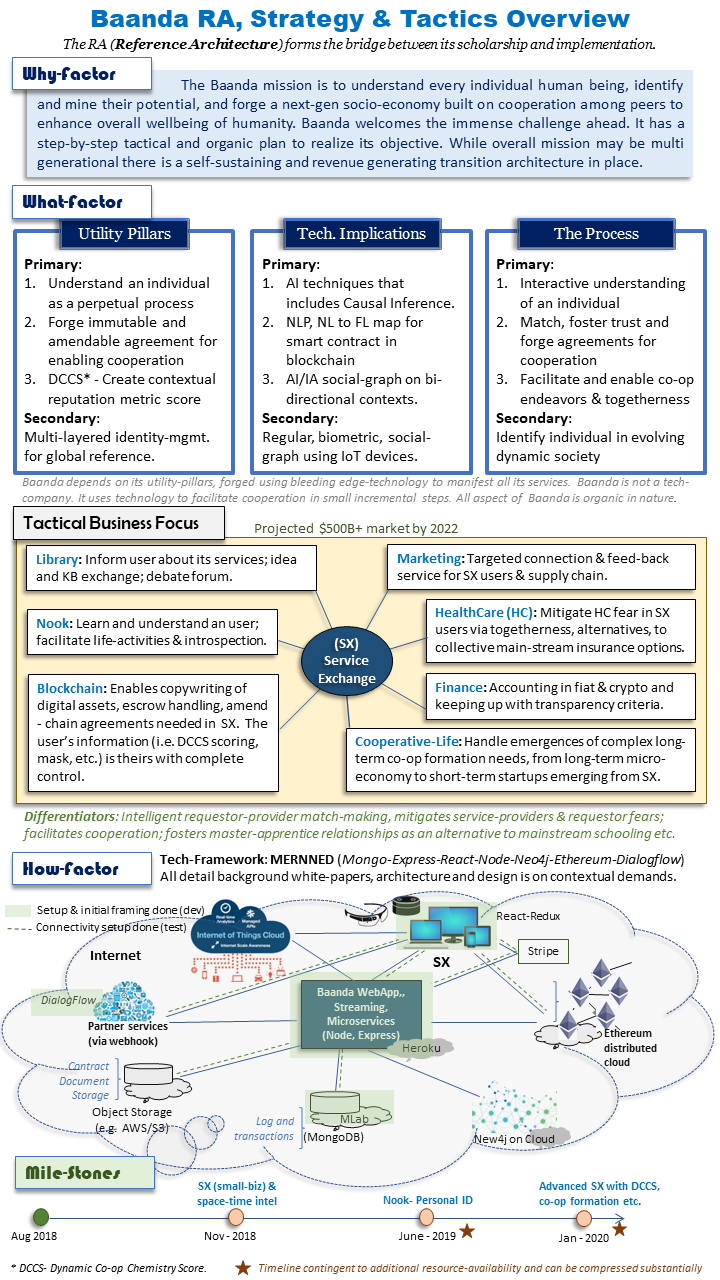 Baanda RA, Strategy & Tactics Overview
The RA (Reference Architecture) forms the bridge between its scholarship and implementation.
Why-Factor
The Baanda mission is to understand every individual human being, identify
and mine their potential, and forge a next-gen socio-economy built on cooperation among peers to
enhance overall wellbeing of humanity. Baanda welcomes the immense challenge ahead. It has a
step-by-step tactical and organic plan to realize its objective. While overall mission may be multi
generational there is a self-sustaining and revenue generating transition architecture in place.
What-Factor
Utility Pillars
Primary:
1. Understand an individual
as a perpetual process
2. Forge immutable and
amendable agreement for
enabling cooperation
3. DCCS* - Create contextual
reputation metric score
Secondary:
Multi-layered identity-mgmt.
for global reference.
Tech. Implications
Primary:
1. AI techniques that
includes Causal Inference.
2. NLP, NL to FL map for
smart contract in
blockchain
3. AI/IA social-graph on bi-
directional contexts.
Secondary:
Regular, biometric, social-
graph using IoT devices.
The Process
Primary:
1. Interactive understanding
of an individual
2. Match, foster trust and
forge agreements for
cooperation
3. Facilitate and enable co-op
endeavors & togetherness
Secondary:
Identify individual in evolving
dynamic society
Baanda depends on its utility-pillars, forged using bleeding edge-technology to manifest all its services. Baanda is not a tech-
company. It uses technology to facilitate cooperation in small incremental steps. All aspect of Baanda is organic in nature.
Tactical Business Focus
Projected $500B+ market by 2022
Library: Inform user about its services; idea
and KB exchange; debate forum.
Marketing: Targeted connection & feed-back
service for SX users & supply chain.
Nook: Learn and understand an user;
facilitate life-activities & introspection.
HealthCare (HC): Mitigate HC fear in SX
users via togetherness, alternatives, to
collective main-stream insurance options.
(SX)
Service
Exchange
Blockchain: Enables copywriting of
digital assets, escrow handling, amend
- chain agreements needed in SX. The
user's information (i.e. DCCS scoring,
mask, etc.) is theirs with complete
control.
Finance: Accounting in fiat & crypto and
keeping up with transparency criteria.
Cooperative-Life: Handle emergences of complex long-
term co-op formation needs, from long-term micro-
economy to short-term startups emerging from SX.
Differentiators: Intelligent requestor-provider match-making, mitigates service-providers & requestor fears;
facilitates cooperation; fosters master-apprentice relationships as an alternative to mainstream schooling etc.
How-Factor
Tech-Framework: MERNNED (Mongo-Express-React-Node-Neo4j-Ethereum-Dialogflow)
All detail background white-papers, architecture and design is on contextual demands.
Setup & initial framing done (dev)
Connectivity setup done (test)
Real-time
Analytics
Managed
APIs
Internet of Things Cloud
Internet Scale Awareness
React-Redux
Internet
SX
Stripe
DialogFlow
Partner services
(via webhook)
Baanda WebApp,,
Streaming,
Microservices
(Node, Express)
Heroku
Ethereum
distributed
cloud
Contract
Document
Storage
Object Storage
(e.g. AWS/S3)
Log and
transactions
MLab
(MongoDB)
New4j on Cloud
Mile-Stones
SX (small-biz) &
space-time intel
Nook- Personal ID
Advanced SX with DCCS,
co-op formation etc.
Aug 2018
Nov - 2018
June - 2019
Jan - 2020
* DCCS- Dynamic Co-op Chemistry Score.
Timeline contingent to additional resource-availability and can be compressed substantially